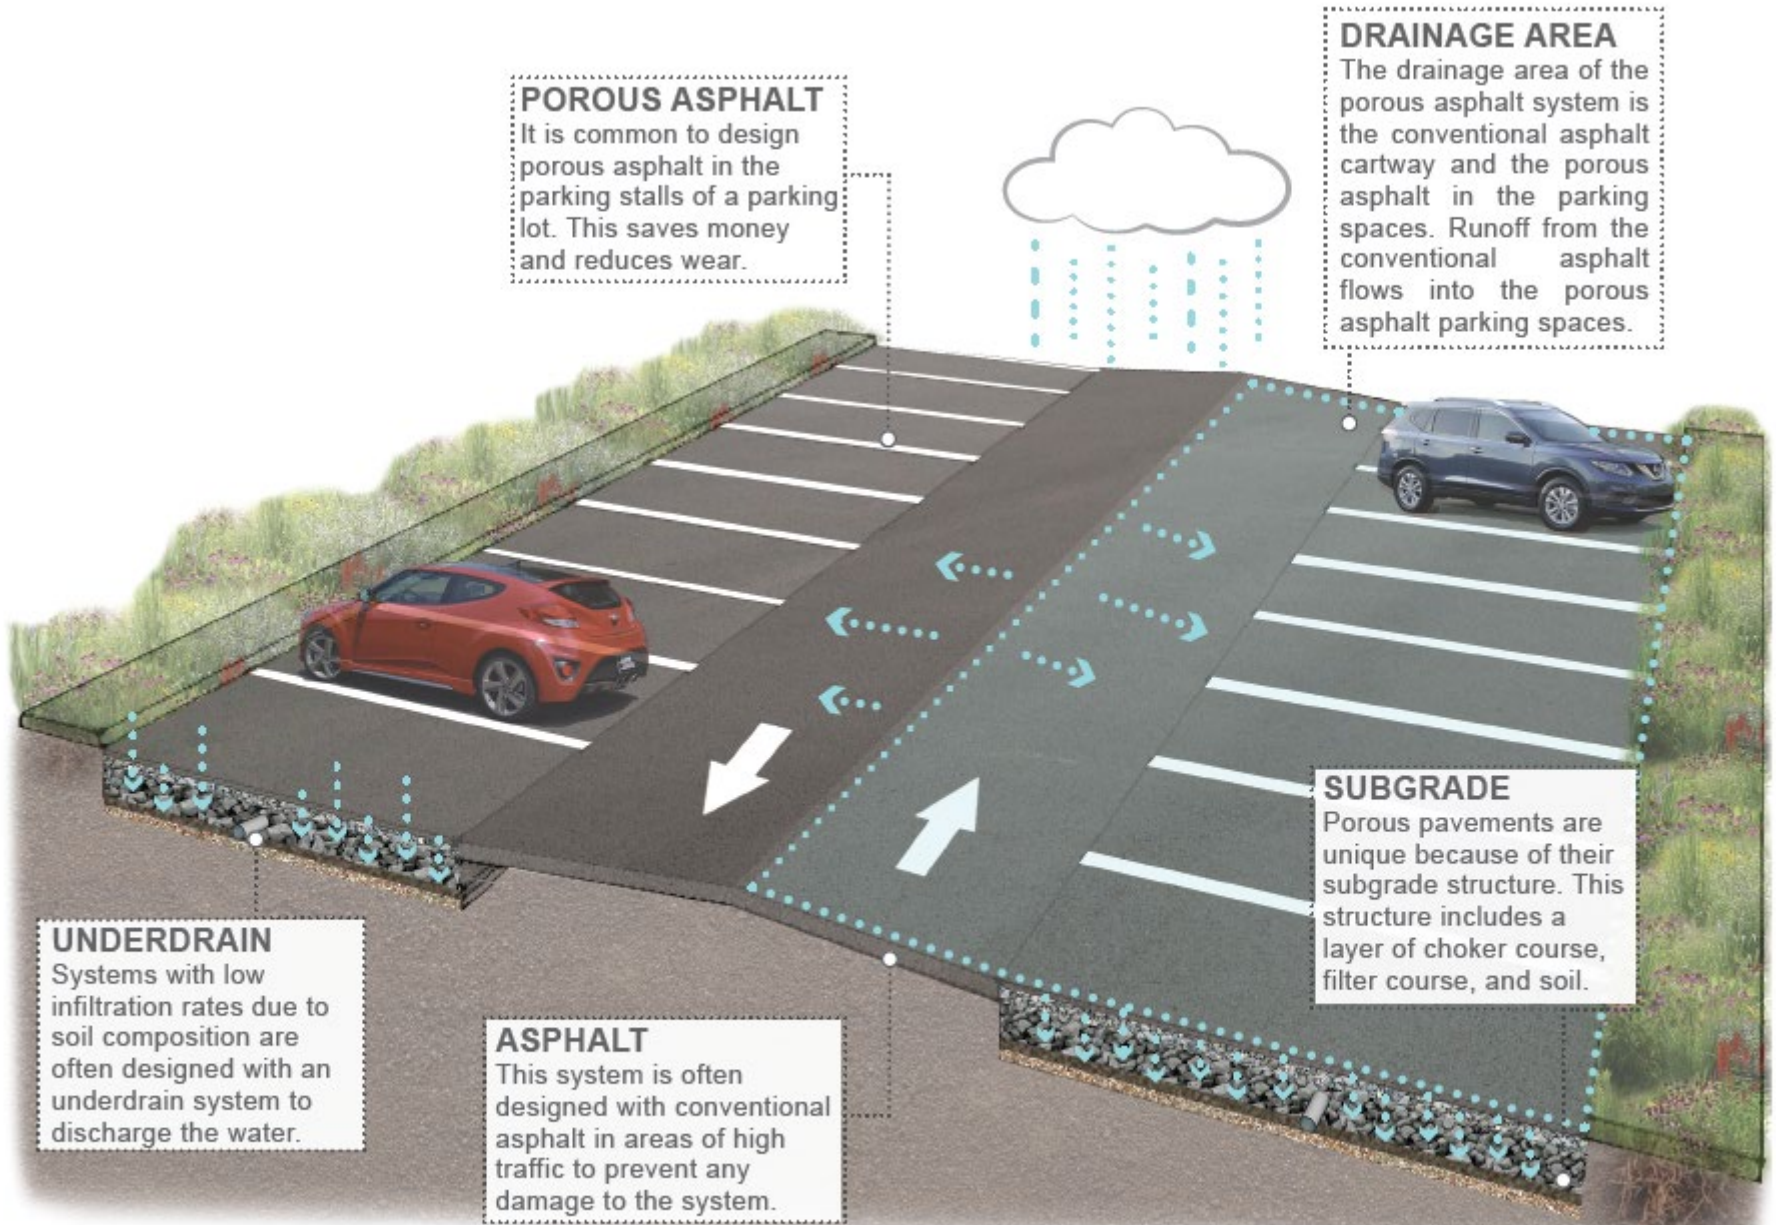 POROUS ASPHALT
It is common to design
porous asphalt in the
parking stalls of a parking
lot. This saves money
and reduces wear.
DRAINAGE AREA
The drainage area of the
porous asphalt system is
the conventional asphalt
cartway and the porous
asphalt in the parking
spaces. Runoff from the
conventional asphalt
flows into the porous
asphalt parking spaces.
SUBGRADE
Porous pavements are
unique because of their
subgrade structure. This
structure includes a
layer of choker course,
filter course, and soil.
UNDERDRAIN
Systems with low
infiltration rates due to
soil composition are
often designed with an
underdrain system to
discharge the water.
ASPHALT
This system is often
designed with conventional
asphalt in areas of high
traffic to prevent any
damage to the system.